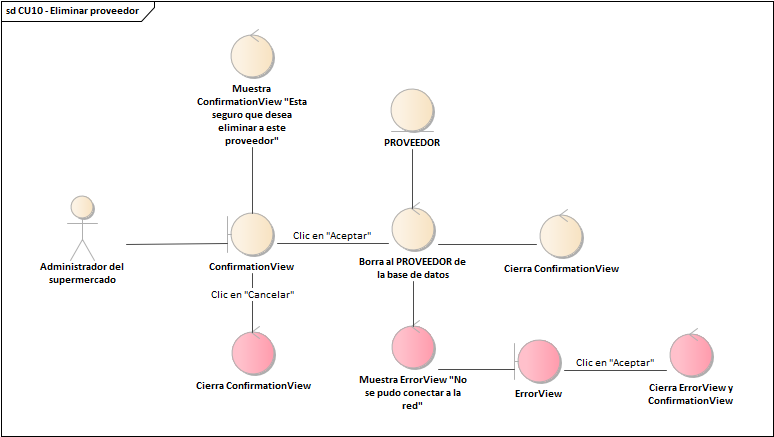 sd CU10 - Eliminar proveedor
Muestra
ConfirmationView "Esta
seguro que desea
eliminar a este
proveedor"
PROVEEDOR
Administrador del
supermercado
ConfirmationView
Clic en "Aceptar"
Borra al PROVEEDOR de
la base de datos
Cierra ConfirmationView
Clic en "Cancelar"
Cierra ConfirmationView
Muestra ErrorView "No
se pudo conectar a la
red"
ErrorView
Clic en "Aceptar"
Cierra ErrorView y
ConfirmationView